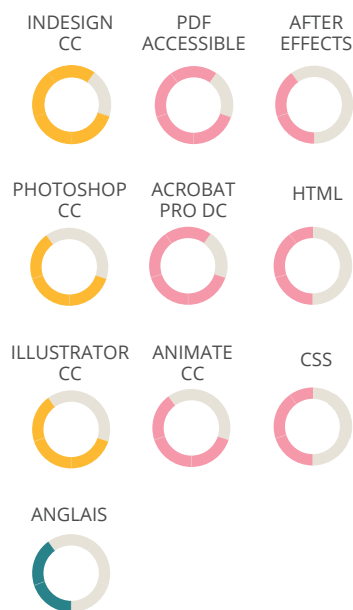 INDESIGN
CC
PDF
ACCESSIBLE
AFTER
EFFECTS
PHOTOSHOP
CC
ACROBAT
PRO DC
HTML
ILLUSTRATOR
CC
ANIMATE
CC
CSS
ANGLAIS